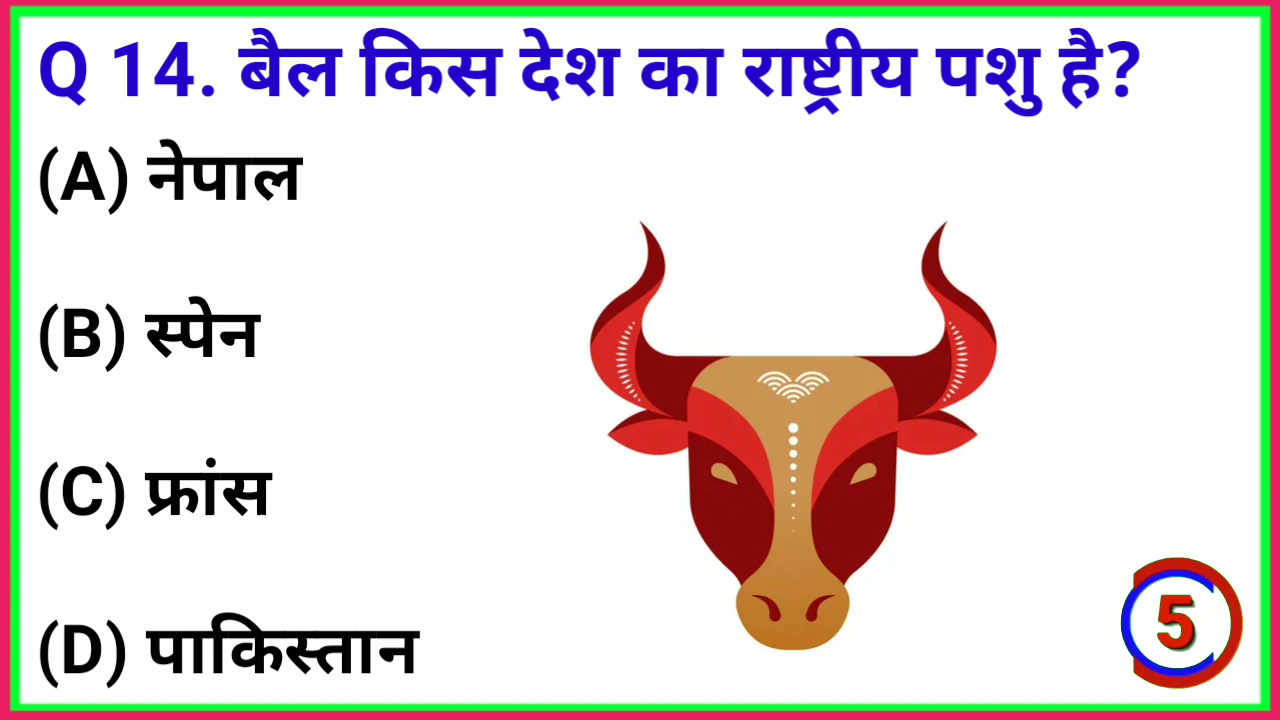 Q 14. बैल किस देश का राष्ट्रीय पशु है?
(A) नेपाल
(B) स्पेन
(C) फ्रांस
(D) पाकिस्तान
5